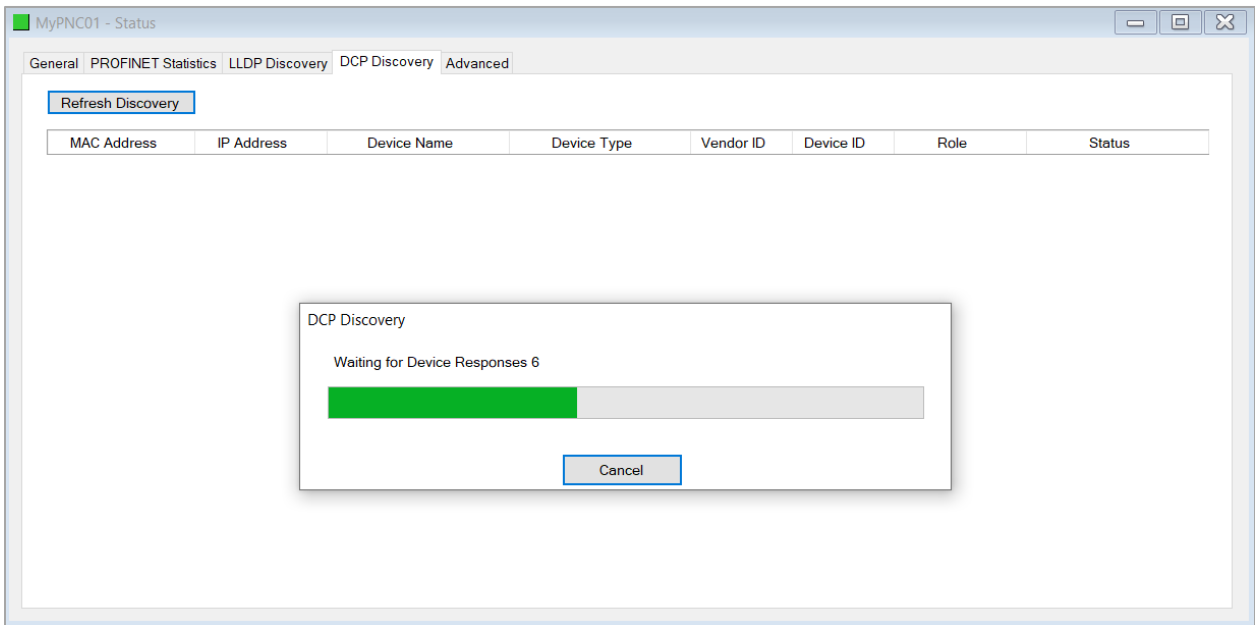 MyPNC01 - Status
General PROFINET Statistics LLDP Discovery DCP Discovery Advanced
Refresh Discovery
MAC Address IP Address Device Name Device Type Vendor ID Device ID Role Status
DCP Discovery
Waiting for Device Responses 6
Cancel